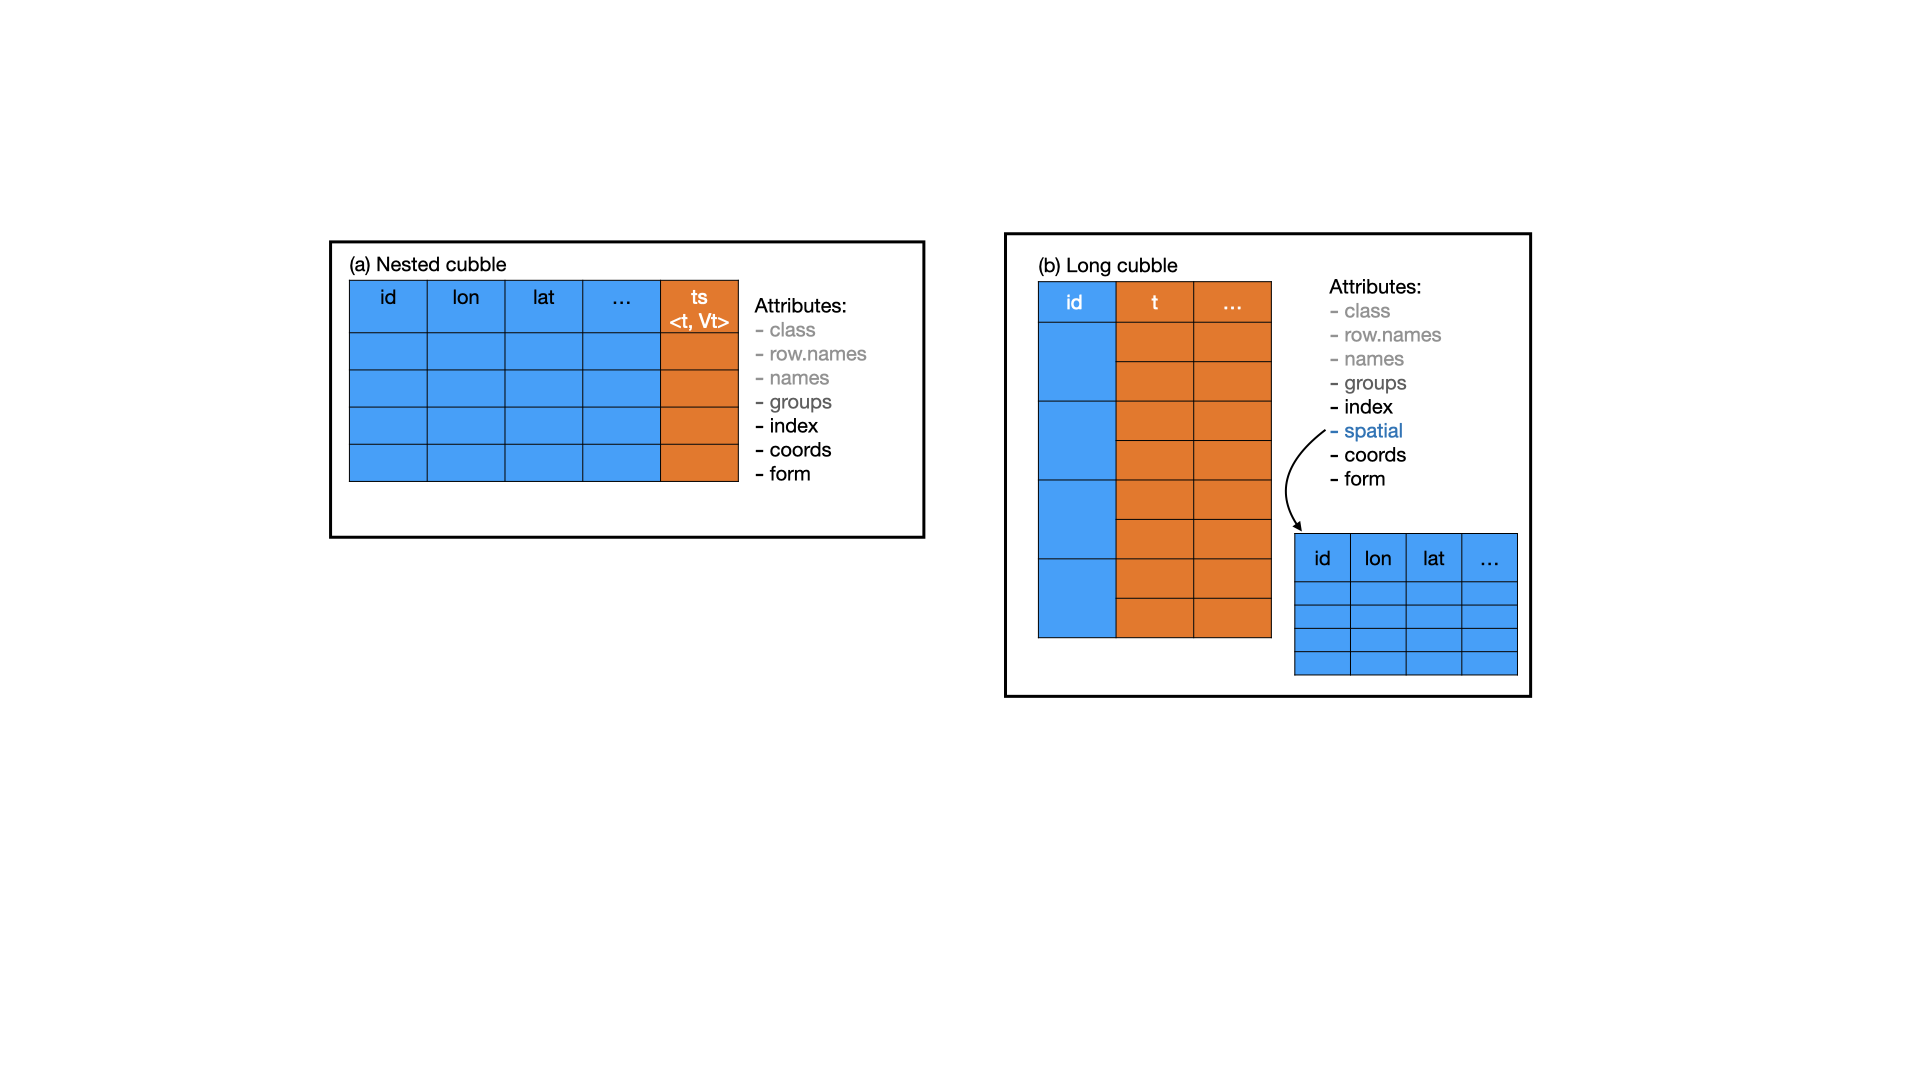 (a) Nested cubble
id lon lat … ts
<t, Vt>
Attributes:
- class
- row.names
- names
- groups
- index
- coords
- form
(b) Long cubble
id t …
Attributes:
- class
- row.names
- names
- groups
- index
- spatial
- coords
- form
id lon lat …